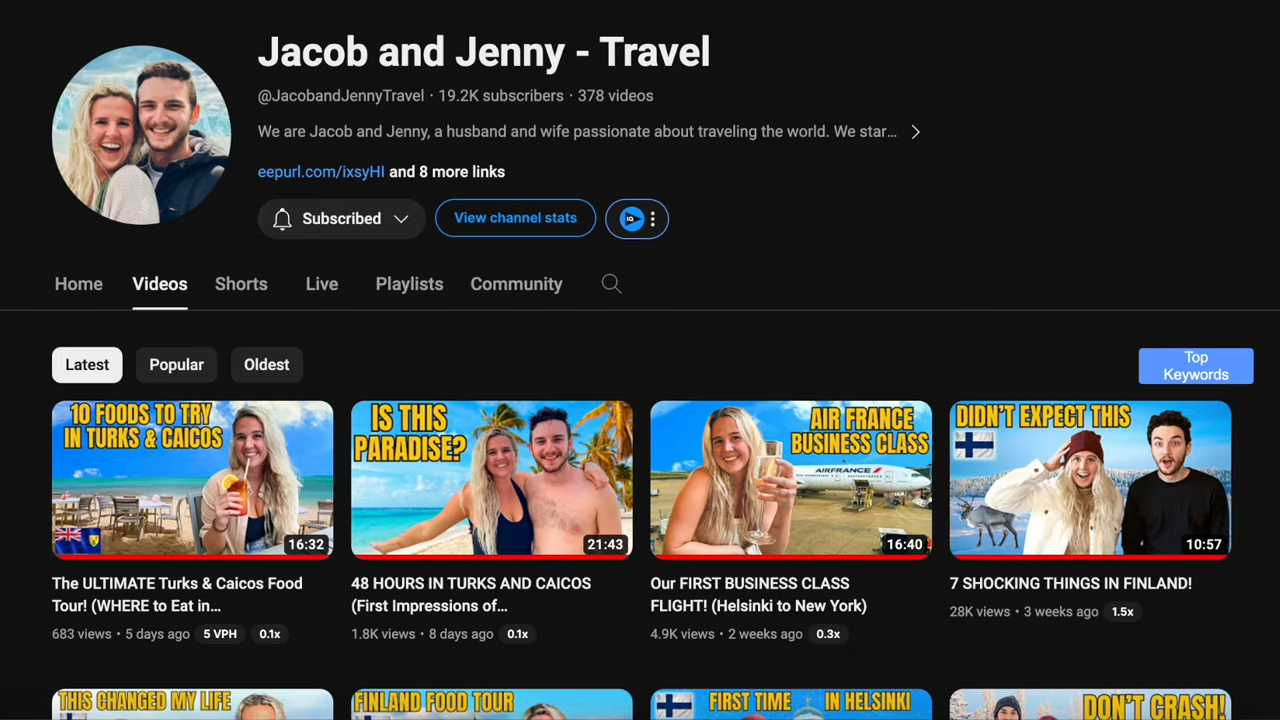 Jacob and Jenny - Travel
@JacobandJennyTravel · 19.2K subscribers · 378 videos
We are Jacob and Jenny, a husband and wife passionate about traveling the world. We star...
eepurl.com/ixsyHI and 8 more links
Subscribed
View channel stats
IQ
Home
Videos
Shorts
Live
Playlists
Community
Latest
Popular
Oldest
Top
Keywords
10 FOODS TO TRY
IN TURKS & CAICOS
16:32
The ULTIMATE Turks & Caicos Food
Tour! (WHERE to Eat in...
683 views · 5 days ago
5 VPH
0.1x
IS THIS
PARADISE?
21:43
48 HOURS IN TURKS AND CAICOS
(First Impressions of...
1.8K views · 8 days ago
0.1x
AIR FRANCE
BUSINESS CLASS
AIRFRANCE
16:40
Our FIRST BUSINESS CLASS
FLIGHT! (Helsinki to New York)
4.9K views · 2 weeks ago
0.3x
DIDN'T EXPECT THIS
10:57
7 SHOCKING THINGS IN FINLAND!
28K views · 3 weeks ago
1.5x
THIS CHANGED MY LIFE
FINLAND FOOD TOUR
FIRST TIME IN HELSINKI
DON'T CRASH!